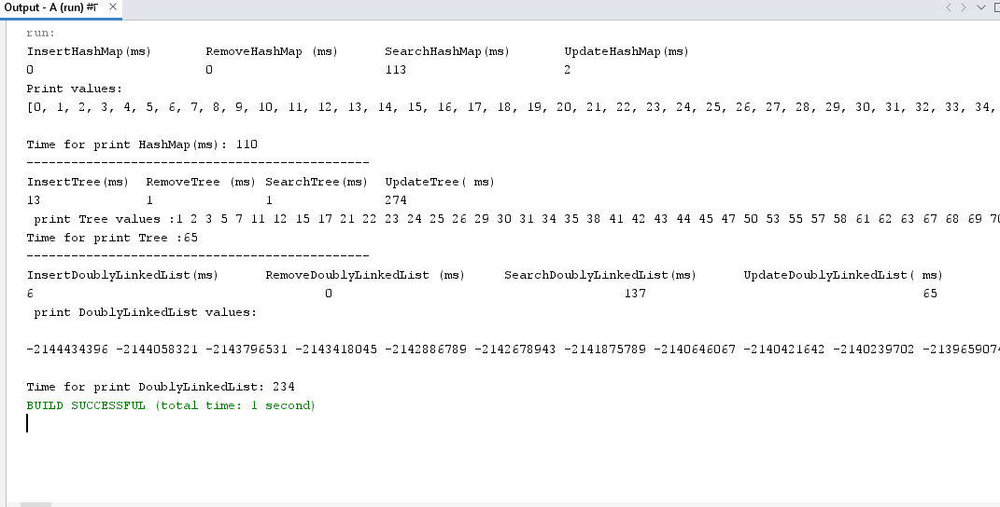 Output - A (run) #T
run:
InsertHashMap(ms) RemoveHashMap (ms) SearchHashMap(ms) UpdateHashMap(ms)
0 0 113 2
Print values:
[0, 1, 2, 3, 4, 5, 6, 7, 8, 9, 10, 11, 12, 13, 14, 15, 16, 17, 18, 19, 20, 21, 22, 23, 24, 25, 26, 27, 28, 29, 30, 31, 32, 33, 34,
Time for print HashMap(ms): 110
----------------------------------------------
InsertTree(ms) RemoveTree (ms) SearchTree(ms) UpdateTree( ms)
13 1 1 274
print Tree values :1 2 3 5 7 11 12 15 17 21 22 23 24 25 26 29 30 31 34 35 38 41 42 43 44 45 47 50 53 55 57 58 61 62 63 67 68 69
Time for print Tree :65
----------------------------------------------
InsertDoublyLinkedList(ms) RemoveDoublyLinkedList (ms) SearchDoublyLinkedList(ms) UpdateDoublyLinkedList( ms)
6 0 137 65
print DoublyLinkedList values:
-2144434396 -2144058321 -2143796531 -2143418045 -2142886789 -2142678943 -2141875789 -2140646067 -2140421642 -2140239702
Time for print DoublyLinkedList: 234
BUILD SUCCESSFUL (total time: 1 second)